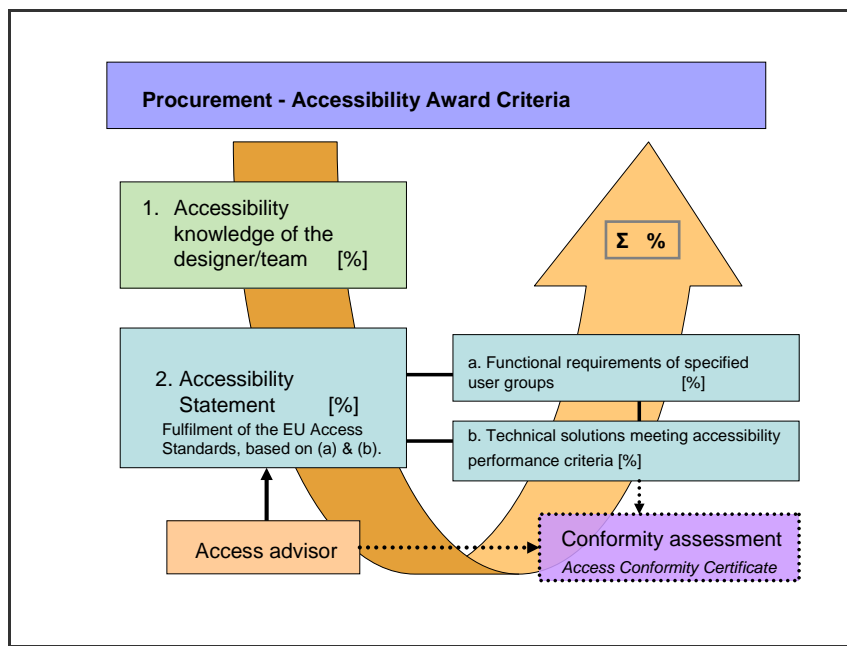 Procurement - Accessibility Award Criteria
1. Accessibility
knowledge of the
designer/team [%]
Σ %
2. Accessibility
Statement [%]
Fulfilment of the EU Access
Standards, based on (a) & (b).
a. Functional requirements of specified
user groups [%]
b. Technical solutions meeting accessibility
performance criteria [%]
Access advisor
Conformity assessment
Access Conformity Certificate